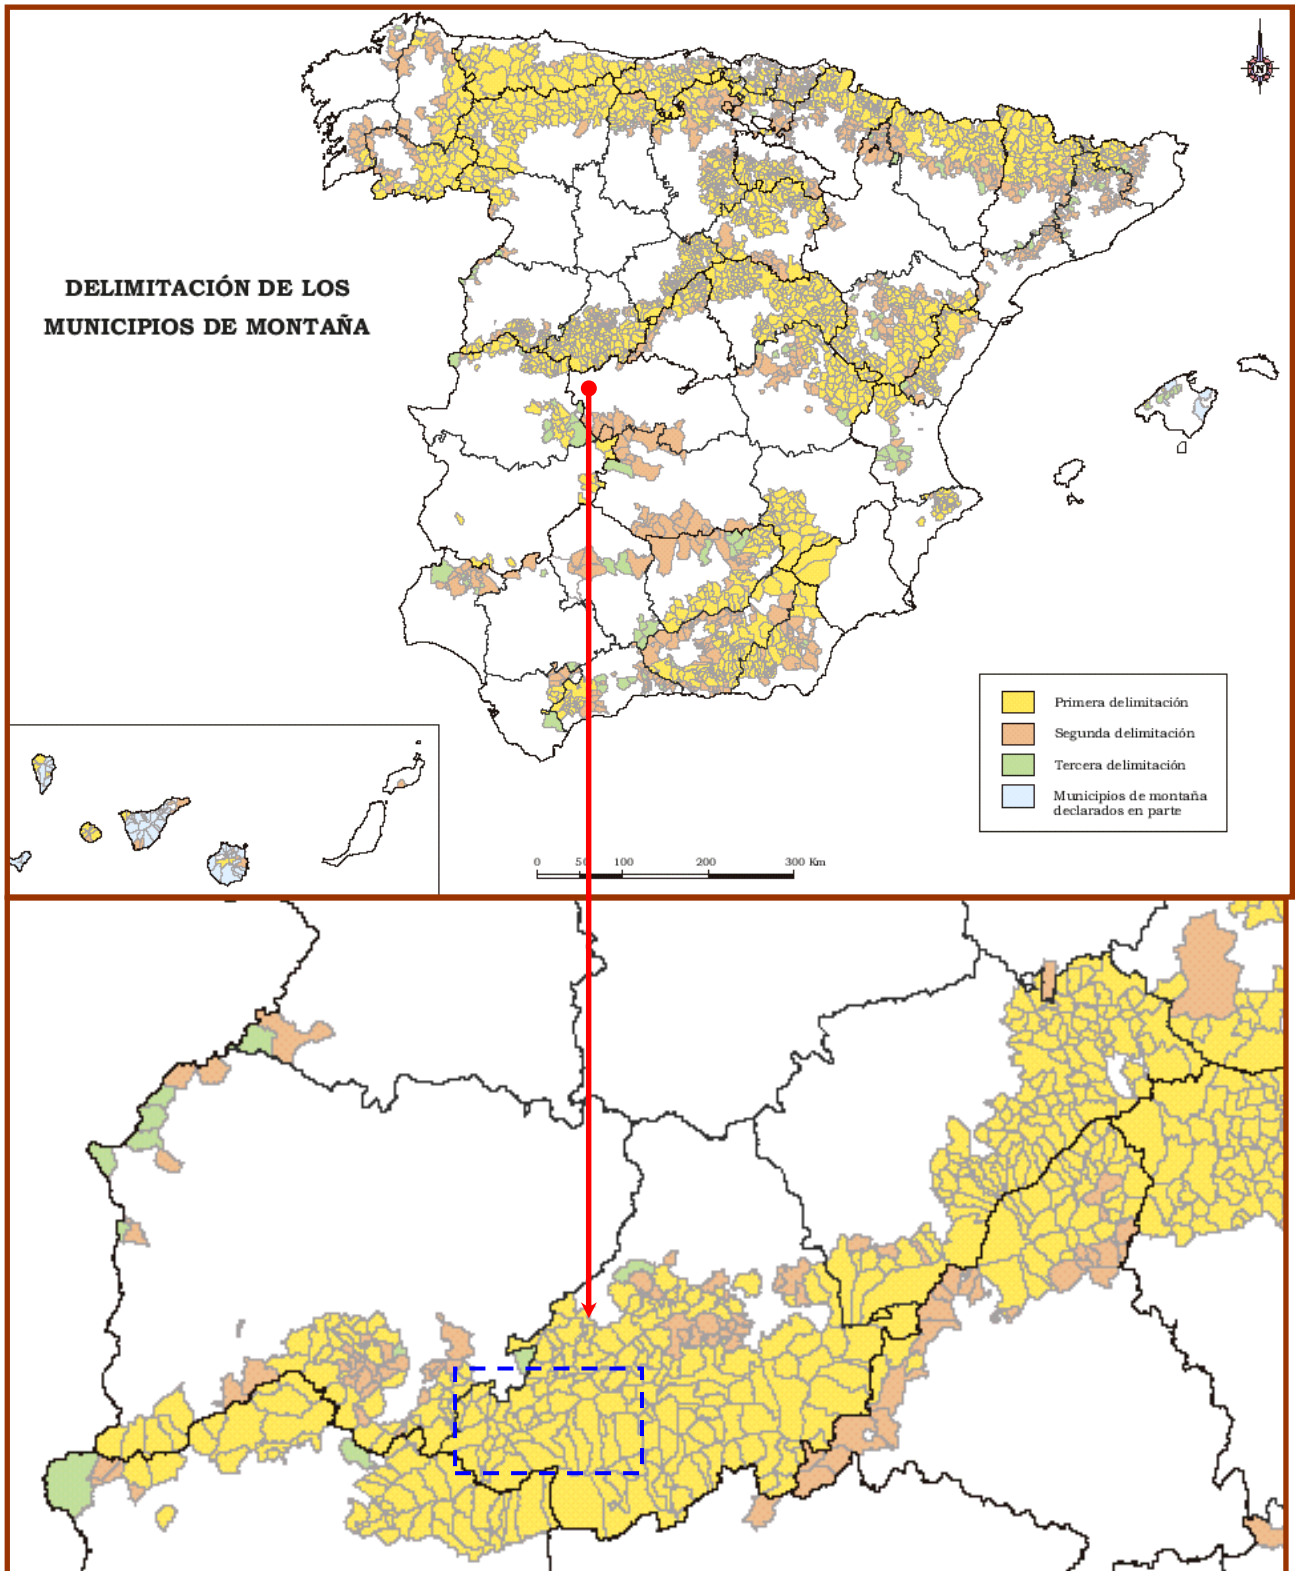 N
DELIMITACIÓN DE LOS
MUNICIPIOS DE MONTAÑA
Primera delimitación
Segunda delimitación
Tercera delimitación
Municipios de montaña
declarados en parte
0 50 100 200 300 Km